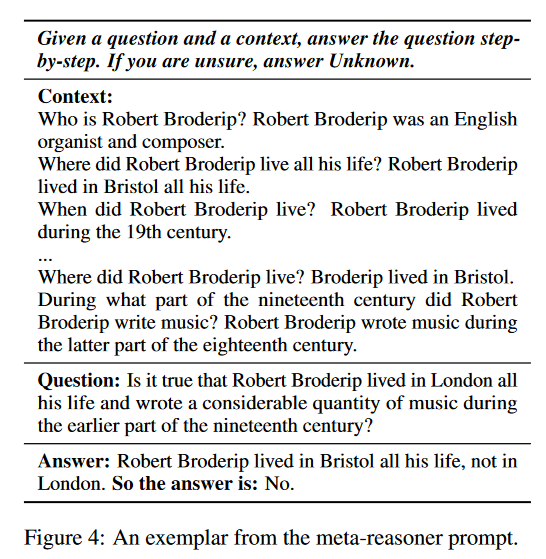 Given a question and a context, answer the question step-
by-step. If you are unsure, answer Unknown.
Context:
Who is Robert Broderip? Robert Broderip was an English
organist and composer.
Where did Robert Broderip live all his life? Robert Broderip
lived in Bristol all his life.
When did Robert Broderip live? Robert Broderip lived
during the 19th century.
...
Where did Robert Broderip live? Broderip lived in Bristol.
During what part of the nineteenth century did Robert
Broderip write music? Robert Broderip wrote music during
the latter part of the eighteenth century.
Question: Is it true that Robert Broderip lived in London all
his life and wrote a considerable quantity of music during
the earlier part of the nineteenth century?
Answer: Robert Broderip lived in Bristol all his life, not in
London. So the answer is: No.
Figure 4: An exemplar from the meta-reasoner prompt.